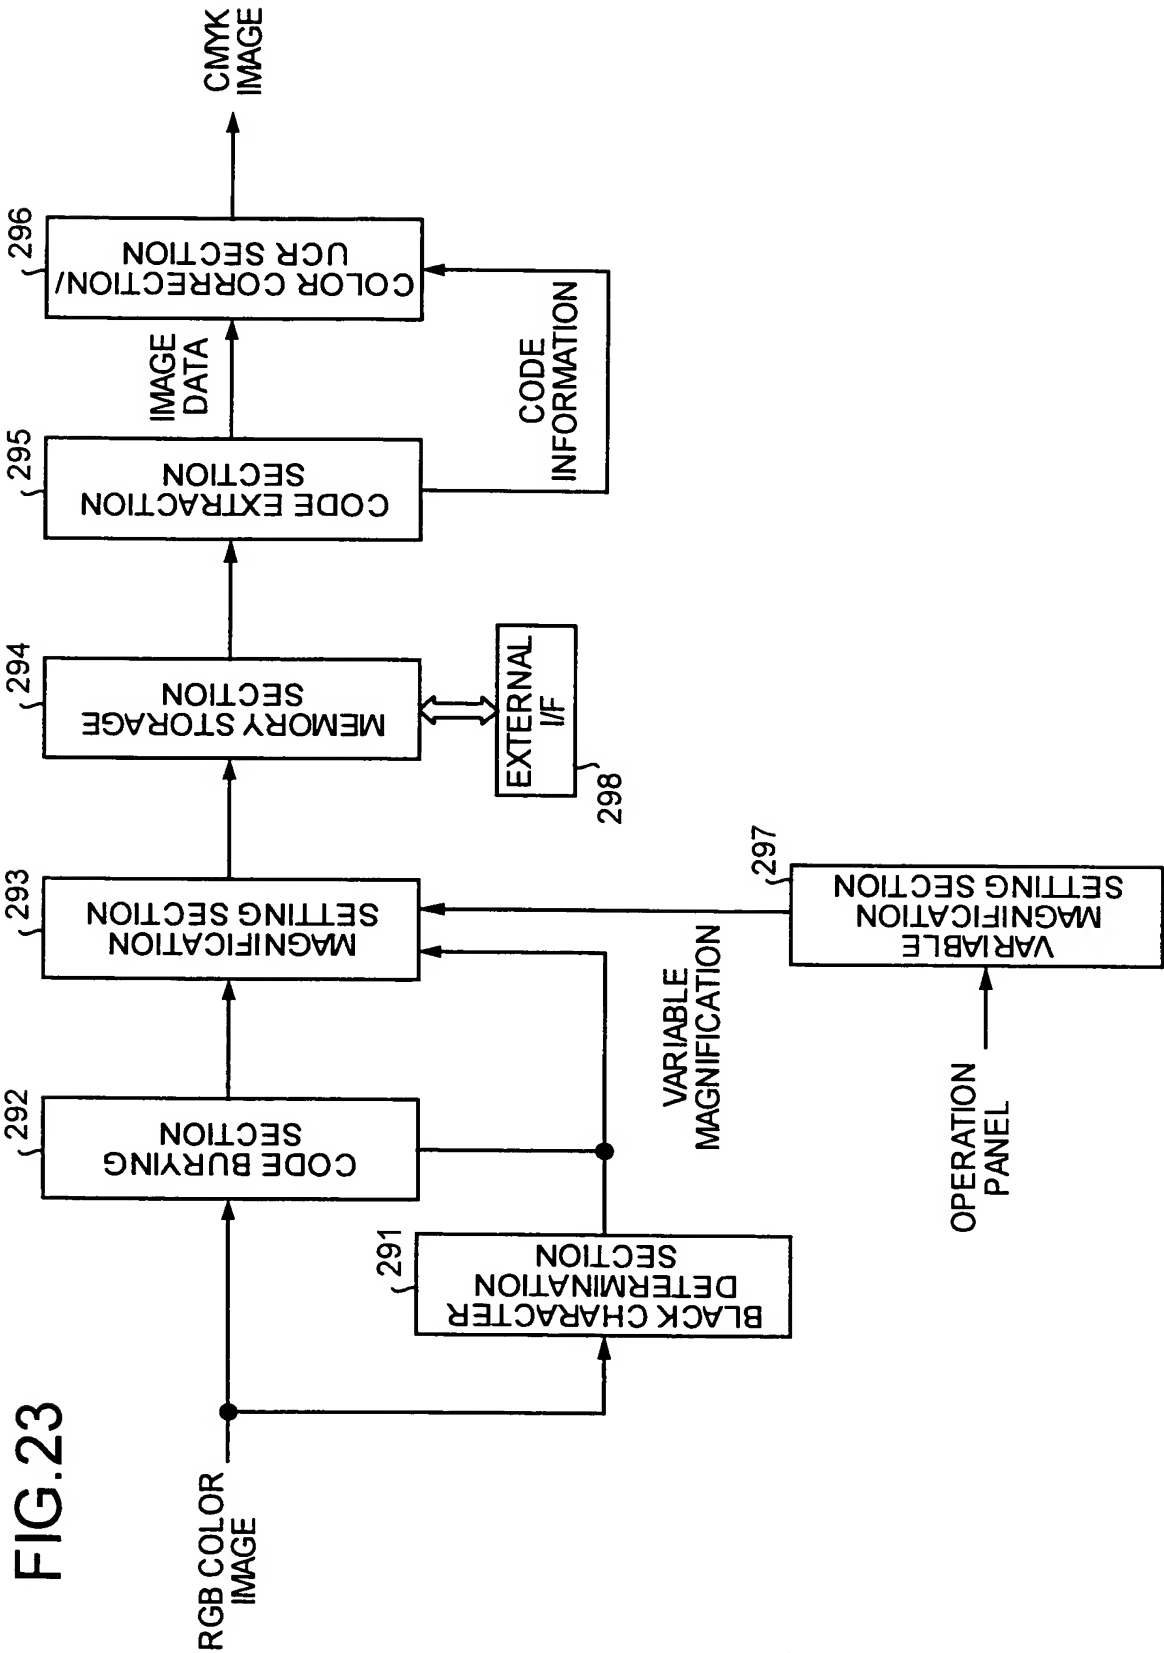 FIG.23
RGB COLOR
IMAGE
291
BLACK CHARACTER
DETERMINATION
SECTION
292
CODE BURYING
SECTION
293
MAGNIFICATION
SETTING SECTION
294
MEMORY STORAGE
SECTION
295
CODE EXTRACTION
SECTION
IMAGE
DATA
296
COLOR CORRECTION/
UCR SECTION
CMYK
IMAGE
CODE
INFORMATION
EXTERNAL
I/F
298
VARIABLE
MAGNIFICATION
297
VARIABLE
MAGNIFICATION
SETTING SECTION
OPERATION
PANEL